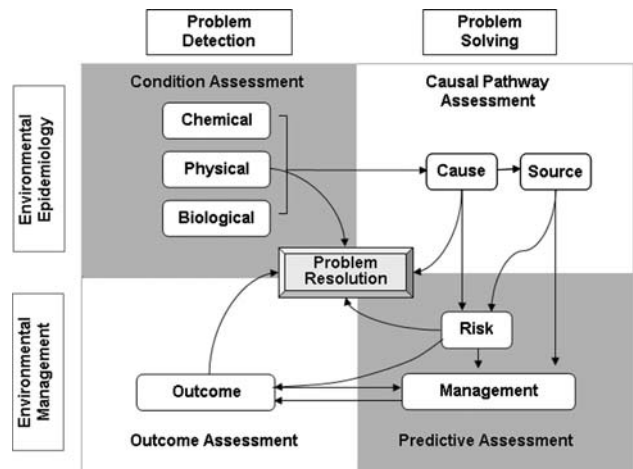 Problem
Detection
Problem
Solving
Environmental
Epidemiology
Condition Assessment
Causal Pathway
Assessment
Chemical
Physical
Biological
Cause
Source
Problem
Resolution
Environmental
Management
Risk
Outcome
Management
Outcome Assessment
Predictive Assessment